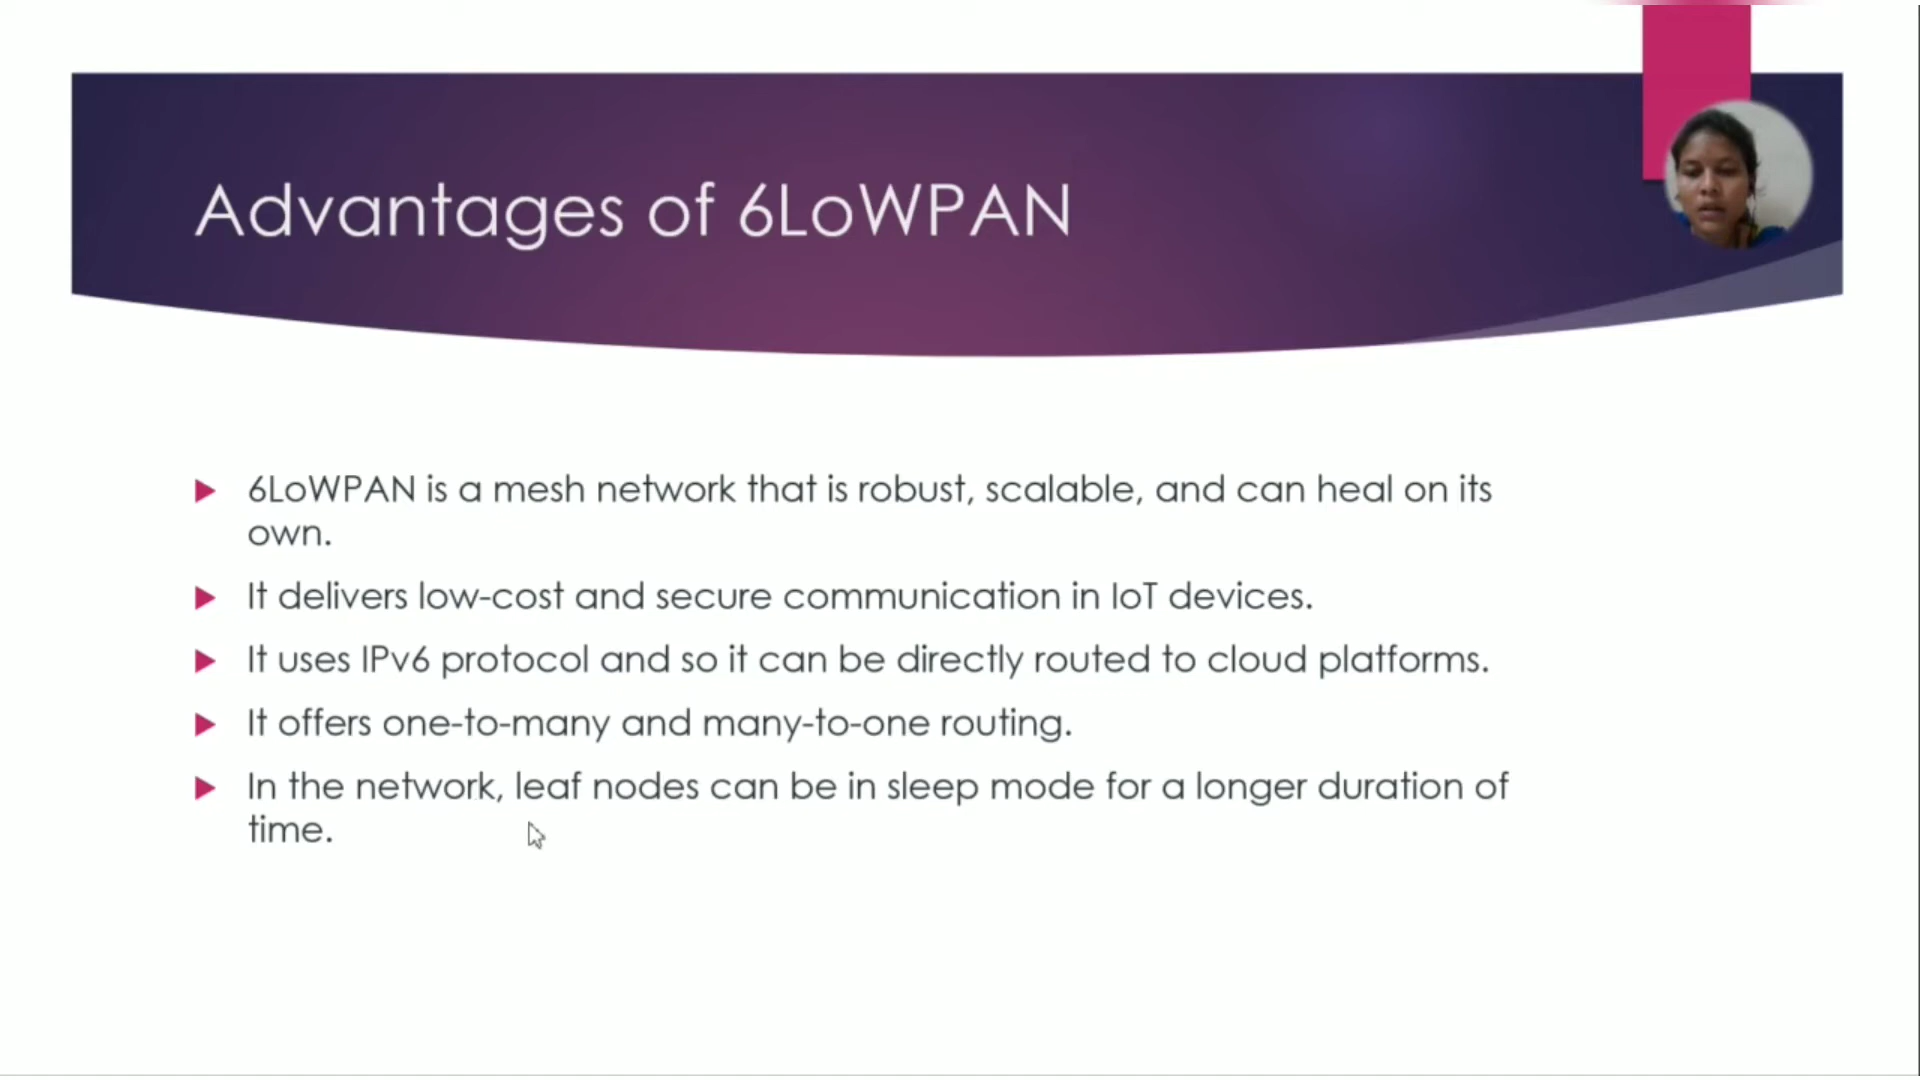 Advantages of 6LoWPAN
6LoWPAN is a mesh network that is robust, scalable, and can heal on its
own.
It delivers low-cost and secure communication in IoT devices.
It uses IPv6 protocol and so it can be directly routed to cloud platforms.
It offers one-to-many and many-to-one routing.
In the network, leaf nodes can be in sleep mode for a longer duration of
time.